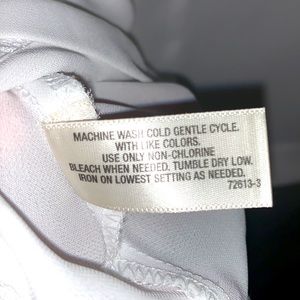 MACHINE WASH COLD GENTLE CYCLE.
WITH LIKE COLORS.
USE ONLY NON-CHLORINE
BLEACH WHEN NEEDED. TUMBLE DRY LOW.
IRON ON LOWEST SETTING AS NEEDED.
72613-3